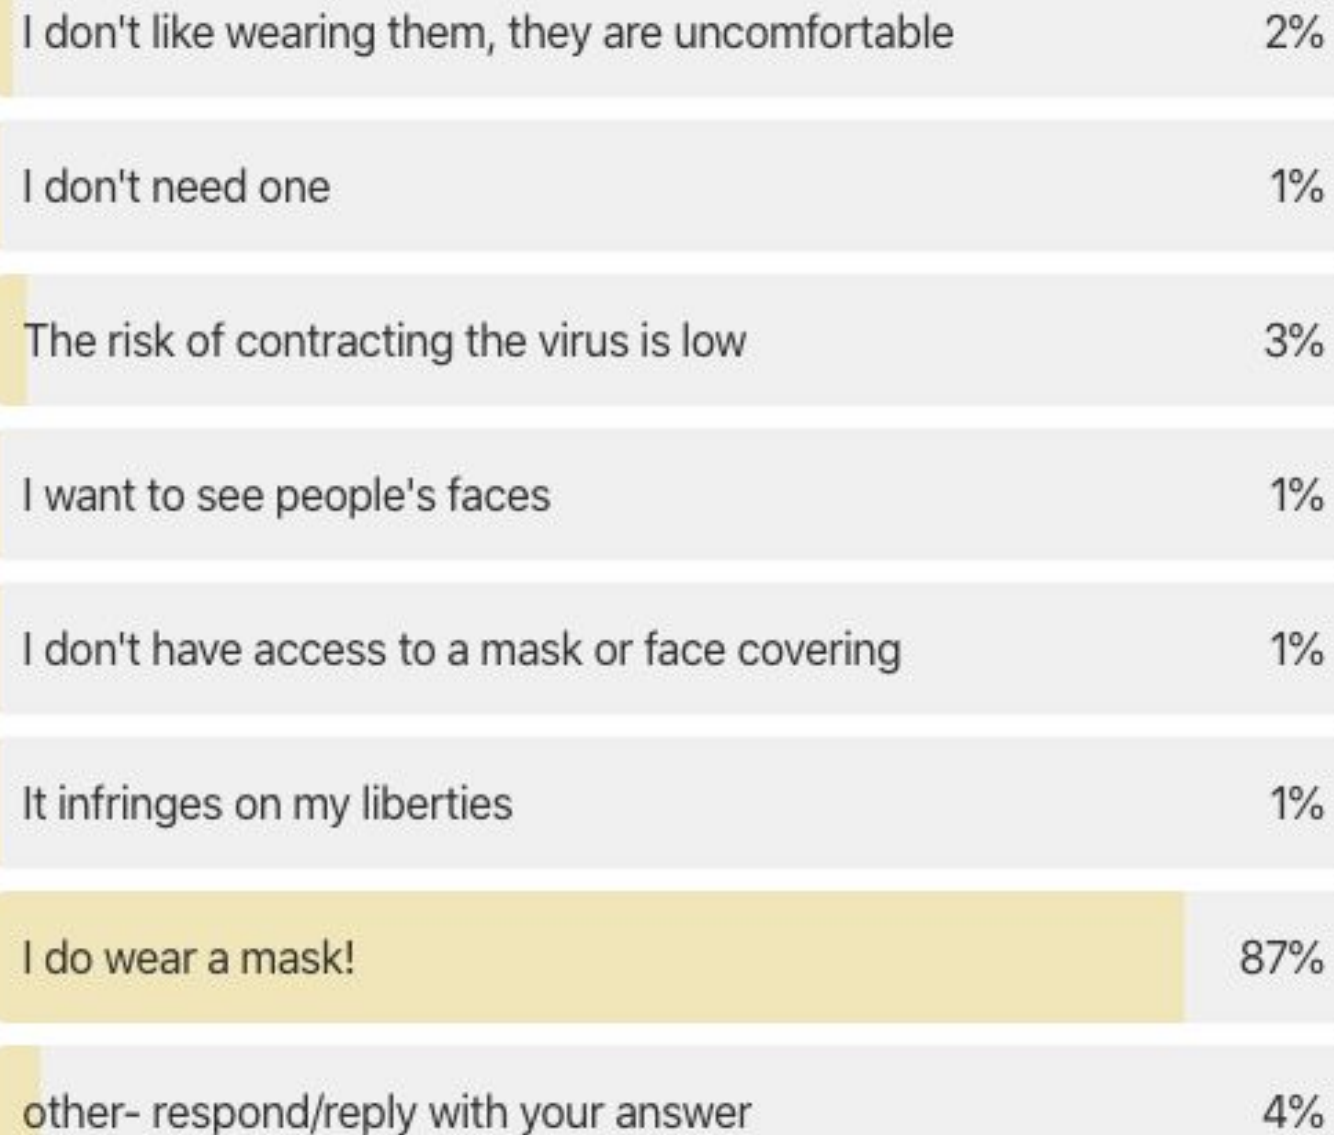 I don't like wearing them, they are uncomfortable 2%
I don't need one 1%
The risk of contracting the virus is low 3%
I want to see people's faces 1%
I don't have access to a mask or face covering 1%
It infringes on my liberties 1%
I do wear a mask! 87%
other- respond/reply with your answer 4%